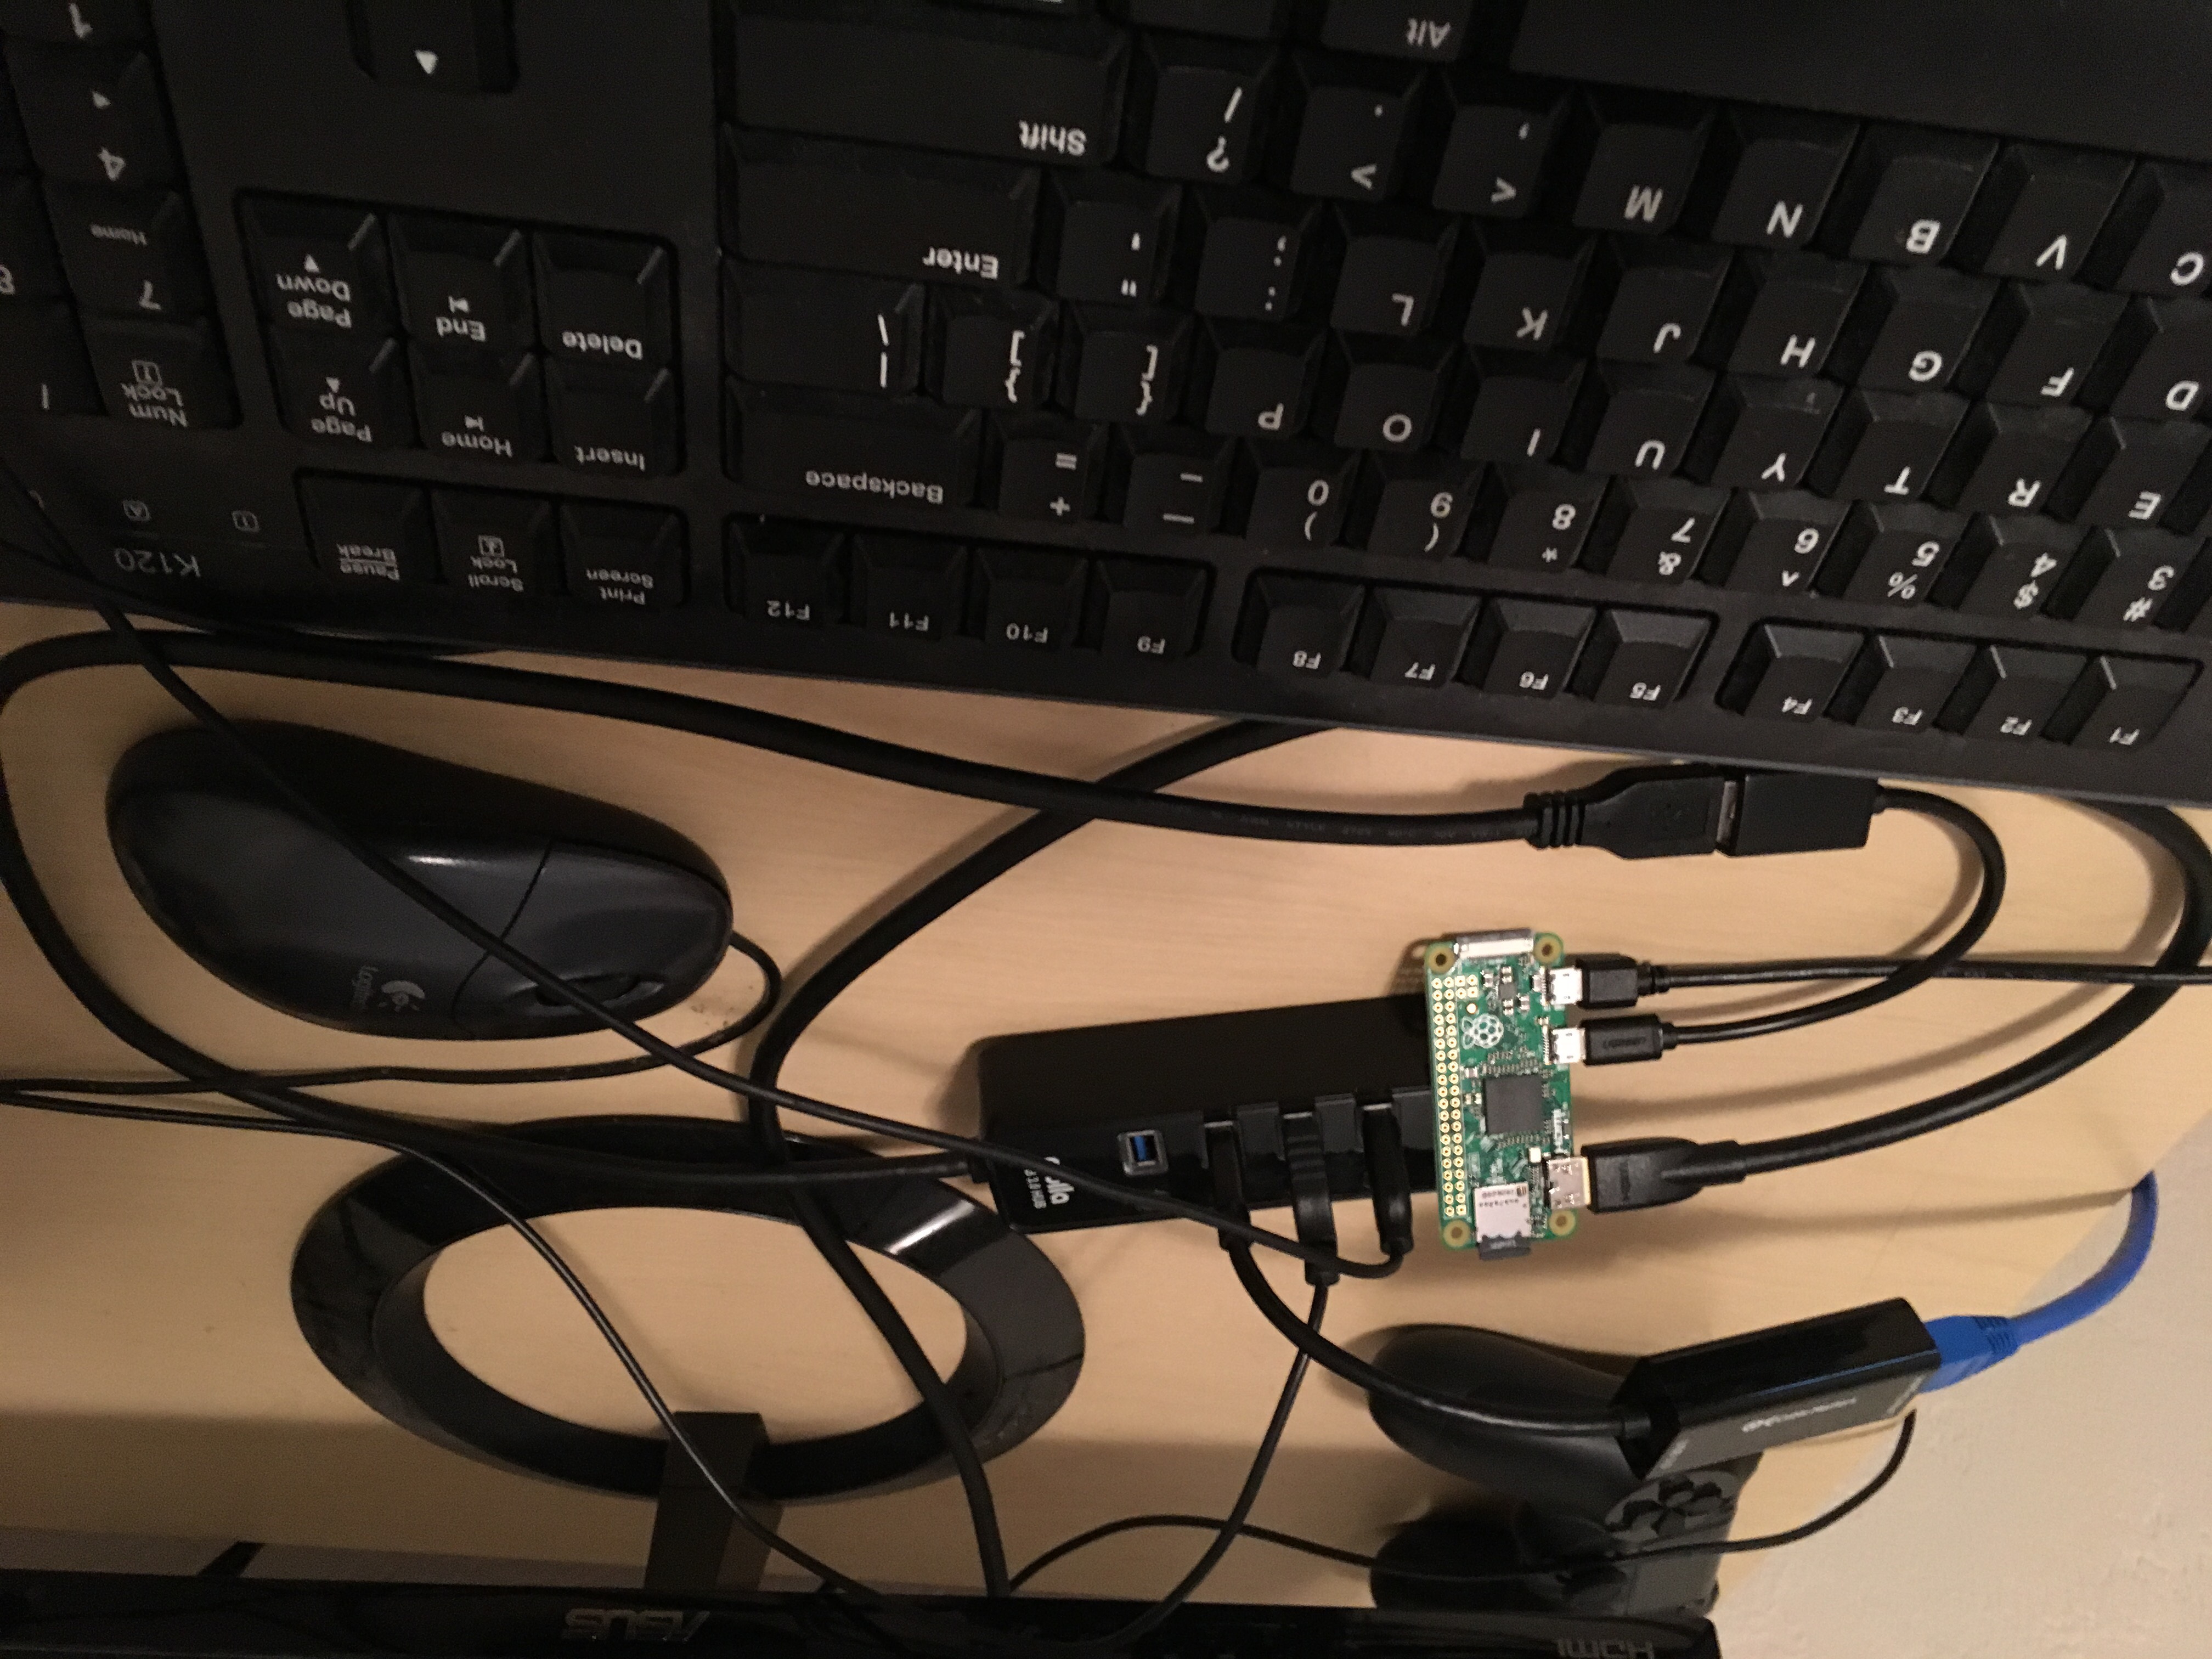 HDMI
ASUS
Logitech
F1 F2 F3 F4 F5 F6 F7 F8 F9 F10 F11 F12
Print Screen
Scroll Lock
Pause Break
K120
# 3
$ 4
% 5
^ 6
& 7
* 8
( 9
) 0
+ =
Backspace
Insert
Home
Page Up
Num Lock
/
E R T Y U I O P
{ [
} ]
| \
Delete
End
Page Down
7 Home
8
D F G H J K L
: ;
" '
Enter
4
C V B N M
< ,
> .
? /
Shift
1
Alt